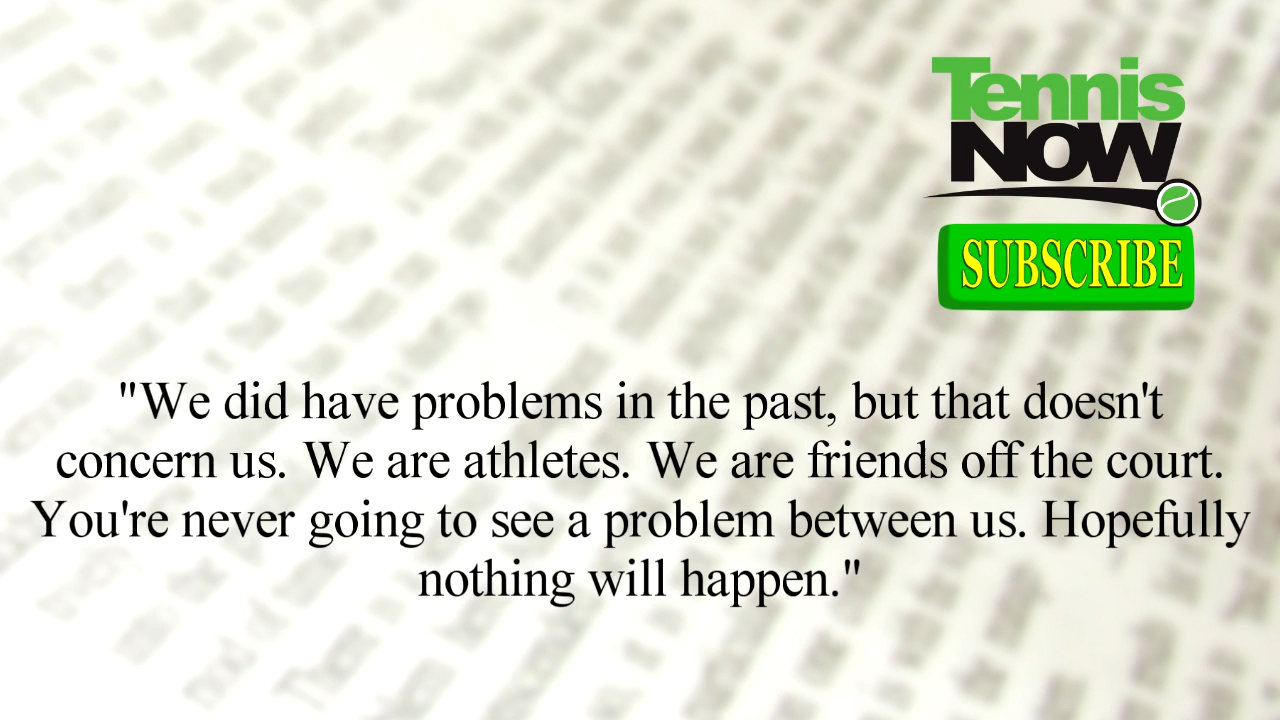 Tennis
NOW
SUBSCRIBE
"We did have problems in the past, but that doesn't
concern us. We are athletes. We are friends off the court.
You're never going to see a problem between us. Hopefully
nothing will happen."